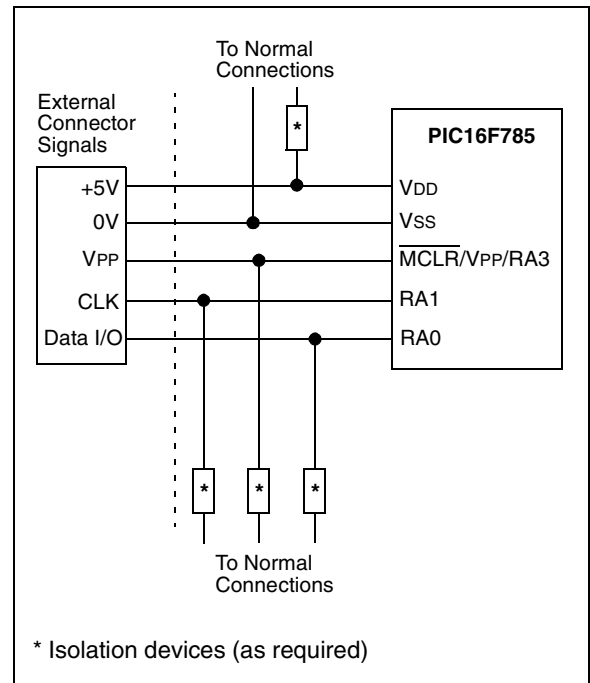 To Normal
Connections
External
Connector
Signals
*
PIC16F785
+5V
VDD
0V
VSS
VPP
MCLR/VPP/RA3
CLK
RA1
Data I/O
RA0
* * *
To Normal
Connections
* Isolation devices (as required)